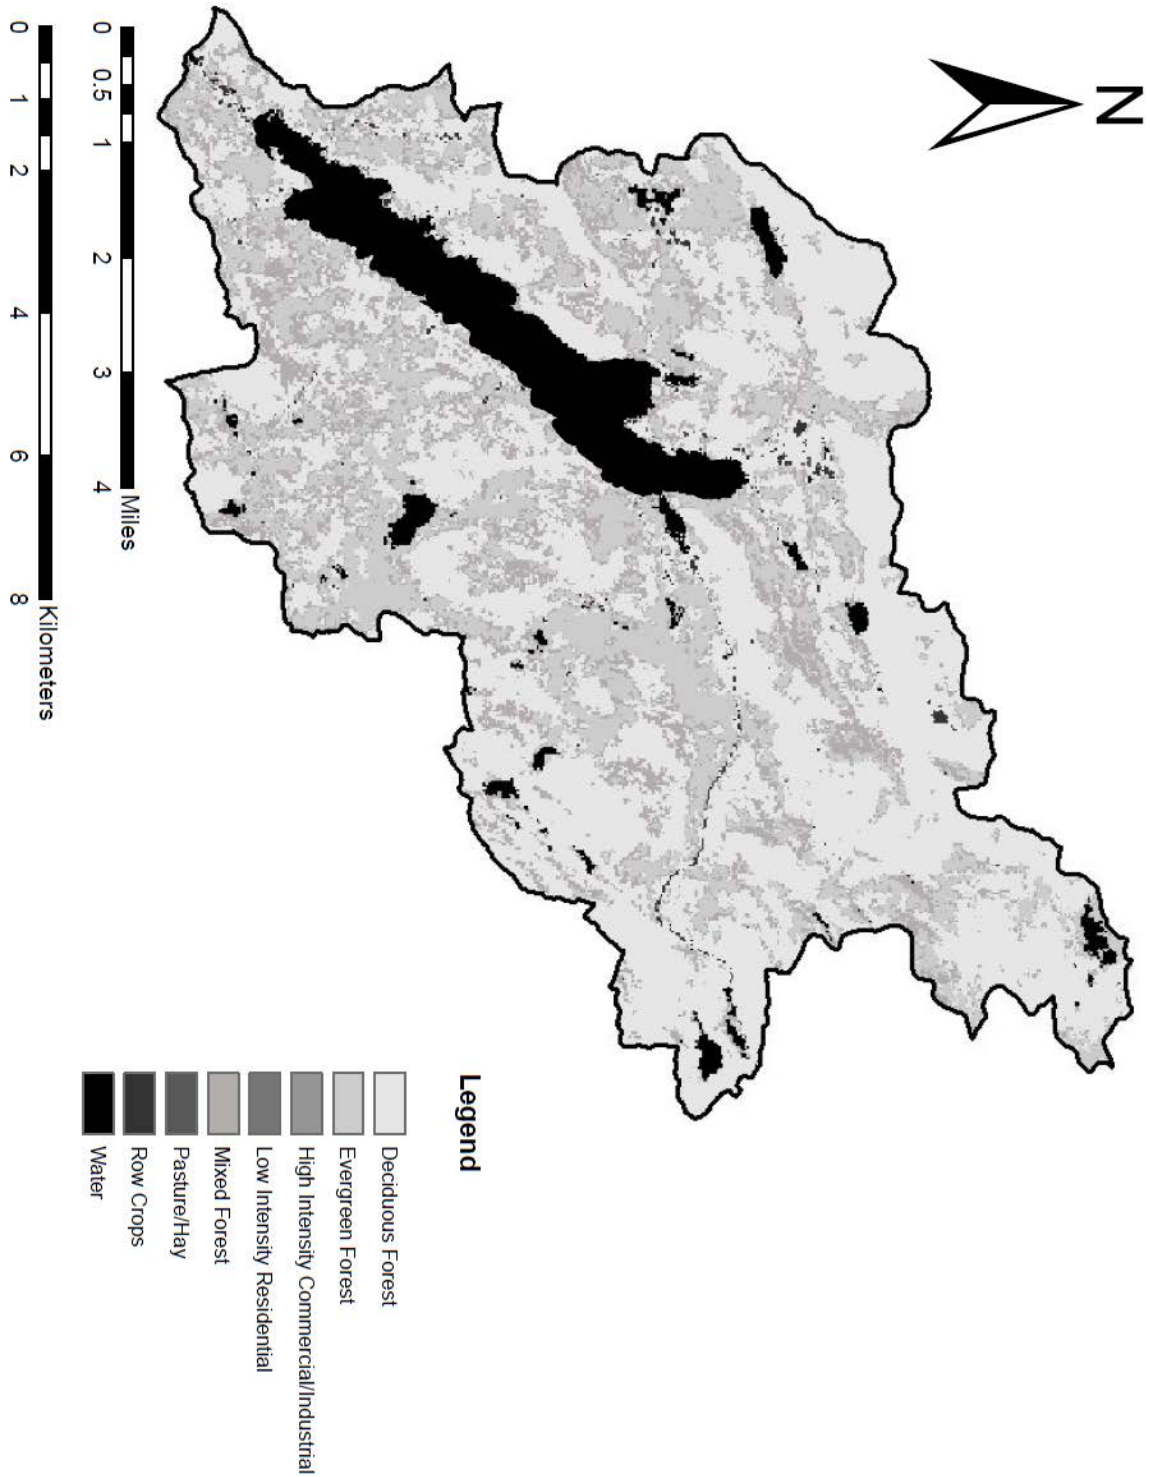 N
Legend
Deciduous Forest
Evergreen Forest
High Intensity Commercial/Industrial
Low Intensity Residential
Mixed Forest
Pasture/Hay
Row Crops
Water
0 0.5 1 2 3 4 Miles
0 1 2 4 6 8 Kilometers